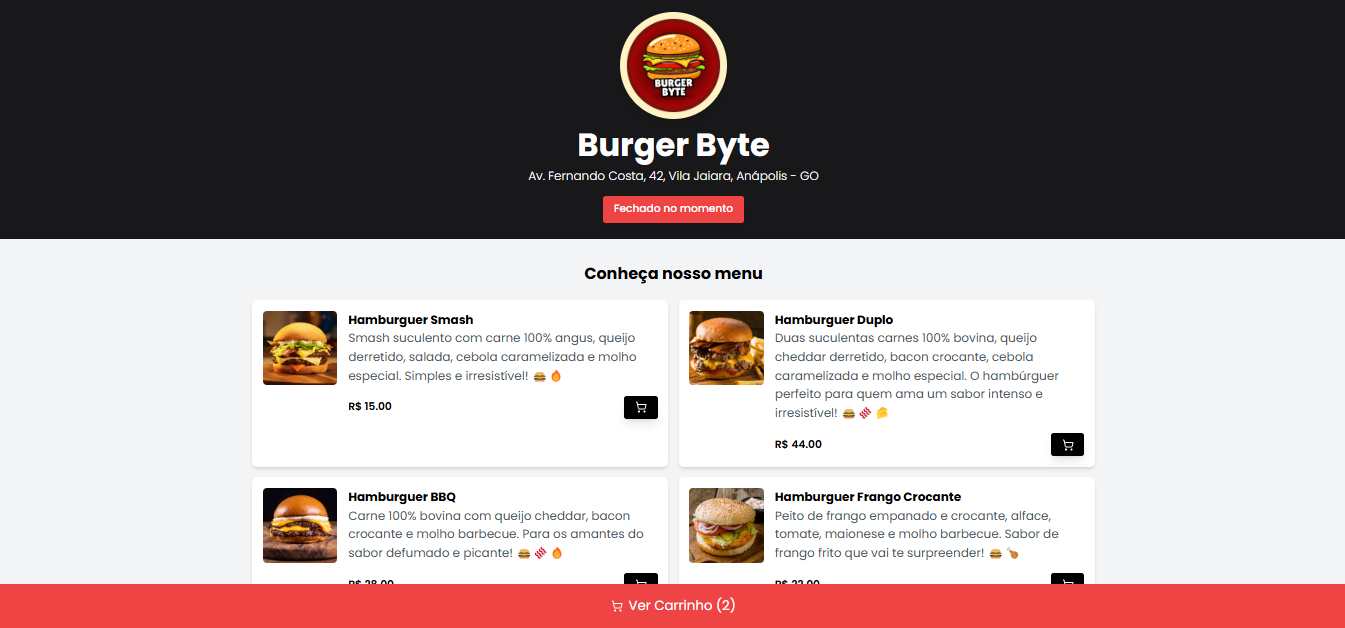 BURGER
BYTE
Burger Byte
Av. Fernando Costa, 42, Vila Jaiara, Anápolis - GO
Fechado no momento
Conheça nosso menu
Hamburguer Smash
Smash suculento com carne 100% angus, queijo
derretido, salada, cebola caramelizada e molho
especial. Simples e irresistível! 🍔 🔥
R$ 15.00
Hamburguer Duplo
Duas suculentas carnes 100% bovina, queijo
cheddar derretido, bacon crocante, cebola
caramelizada e molho especial. O hambúrguer
perfeito para quem ama um sabor intenso e
irresistível! 🍔 🥓 🧀
R$ 44.00
Hamburguer BBQ
Carne 100% bovina com queijo cheddar, bacon
crocante e molho barbecue. Para os amantes do
sabor defumado e picante! 🍔 🥓 🔥
R$ 28.00
Hamburguer Frango Crocante
Peito de frango empanado e crocante, alface,
tomate, maionese e molho barbecue. Sabor de
frango frito que vai te surpreender! 🍔 🍗
R$ 22.00
Ver Carrinho (2)